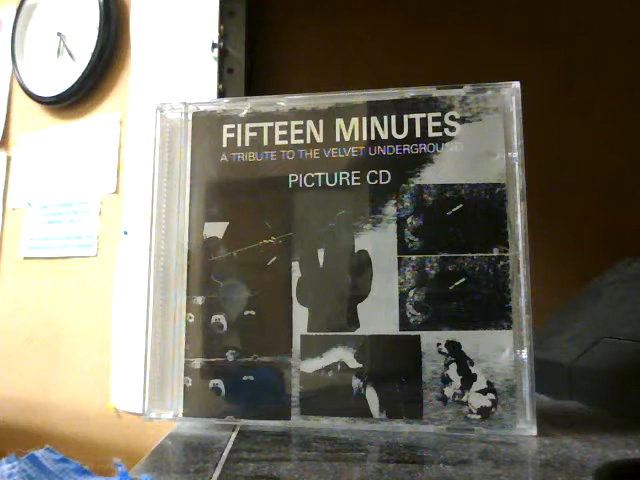 FIFTEEN MINUTES
A TRIBUTE TO THE VELVET UNDERGROUND
PICTURE CD